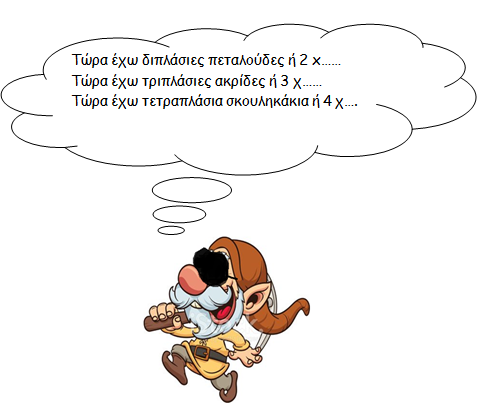 Τώρα έχω διπλάσιες πεταλούδες ή 2 x……
Τώρα έχω τριπλάσιες ακρίδες ή 3 χ……
Τώρα έχω τετραπλάσια σκουληκάκια ή 4 χ….